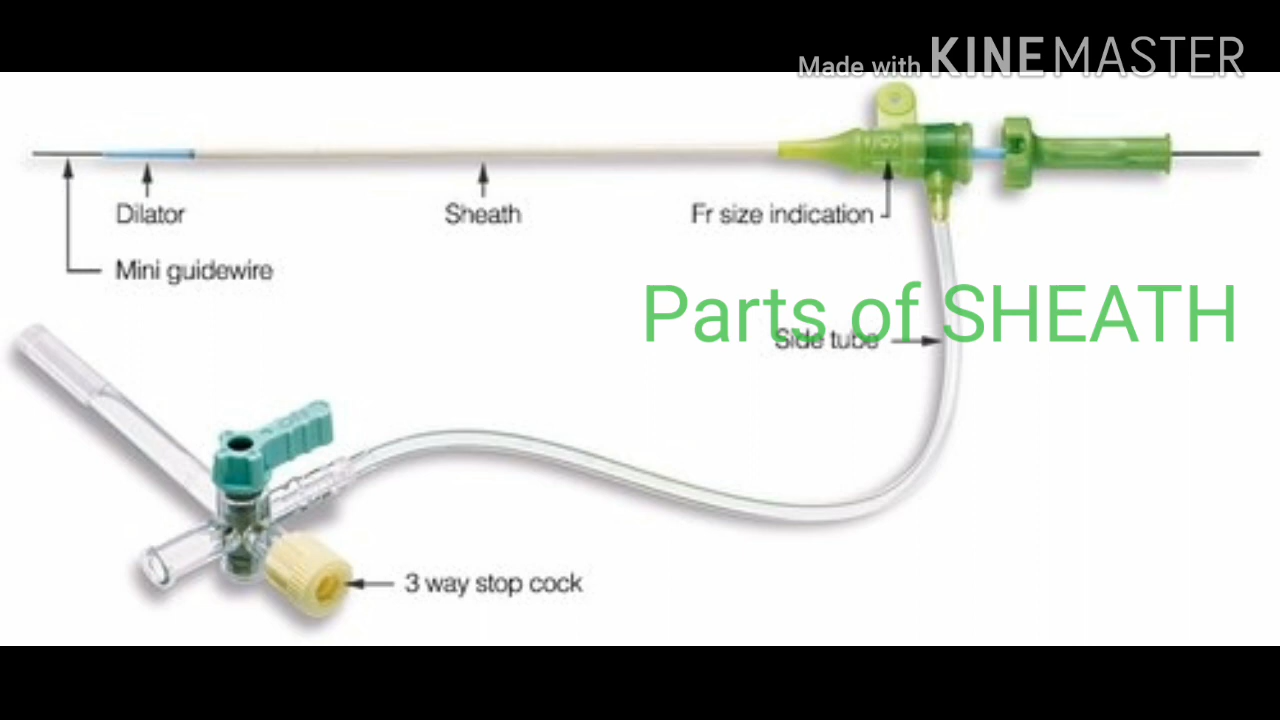 Made with KINEMASTER
Dilator
Sheath
Fr size indication
Mini guidewire
Parts of SHEATH
Side tube
3 way stop cock